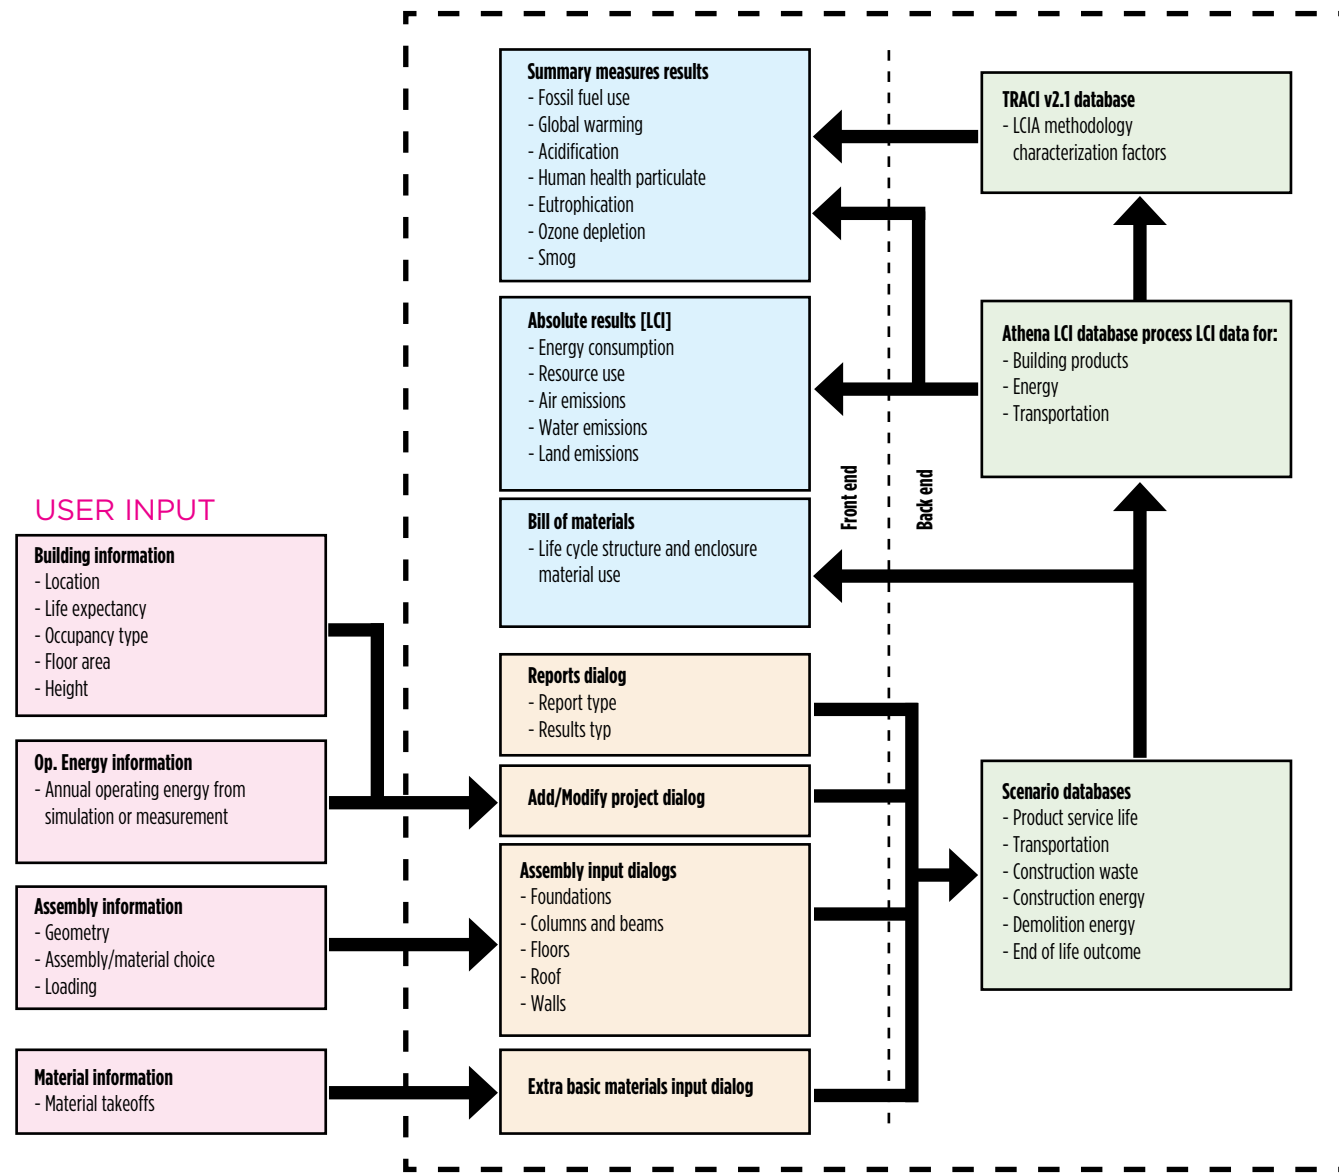 USER INPUT
Building information
- Location
- Life expectancy
- Occupancy type
- Floor area
- Height
Op. Energy information
- Annual operating energy from
simulation or measurement
Assembly information
- Geometry
- Assembly/material choice
- Loading
Material information
- Material takeoffs
Summary measures results
- Fossil fuel use
- Global warming
- Acidification
- Human health particulate
- Eutrophication
- Ozone depletion
- Smog
Absolute results [LCI]
- Energy consumption
- Resource use
- Air emissions
- Water emissions
- Land emissions
Bill of materials
- Life cycle structure and enclosure
material use
Reports dialog
- Report type
- Results typ
Add/Modify project dialog
Assembly input dialogs
- Foundations
- Columns and beams
- Floors
- Roof
- Walls
Extra basic materials input dialog
Front end
Back end
TRACI v2.1 database
- LCIA methodology
characterization factors
Athena LCI database process LCI data for:
- Building products
- Energy
- Transportation
Scenario databases
- Product service life
- Transportation
- Construction waste
- Construction energy
- Demolition energy
- End of life outcome